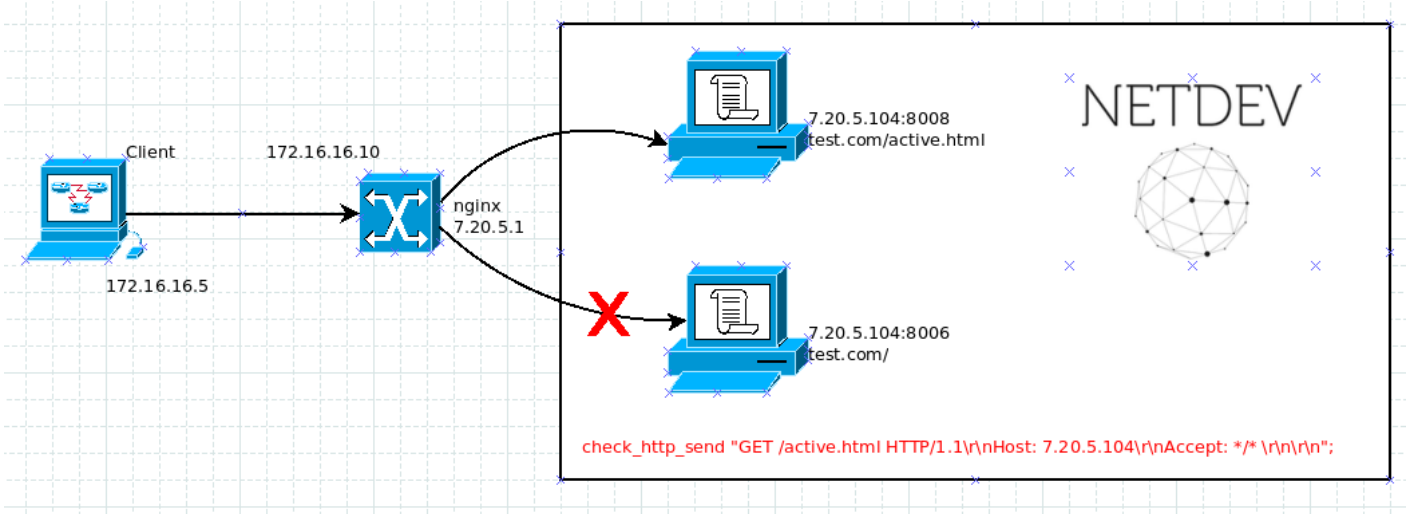 Client
172.16.16.5
172.16.16.10
nginx
7.20.5.1
7.20.5.104:8008
test.com/active.html
NETDEV
7.20.5.104:8006
test.com/
check_http_send "GET /active.html HTTP/1.1\r\nHost: 7.20.5.104\r\nAccept: */* \r\n\r\n";
X